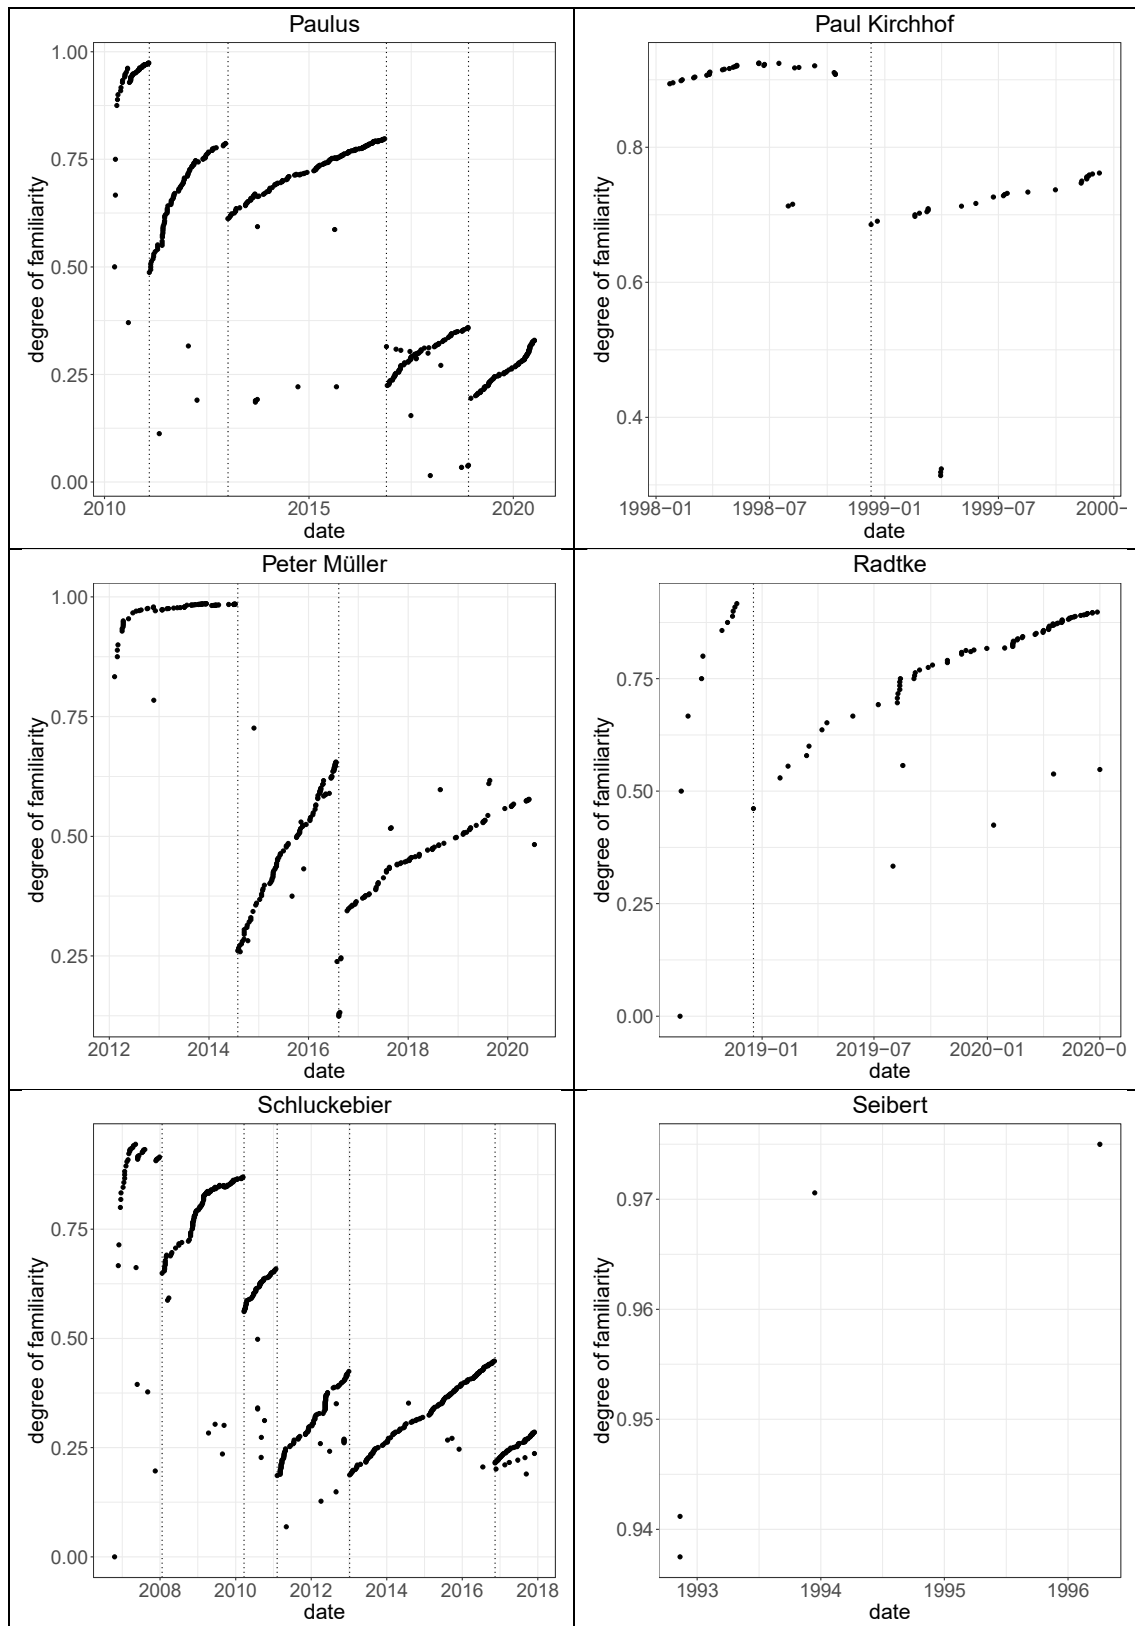 Paulus
degree of familiarity
1.00
0.75
0.50
0.25
0.00
2010
2015
2020
date
Paul Kirchhof
degree of familiarity
0.8
0.6
0.4
1998−01
1998−07
1999−01
1999−07
2000−
date
Peter Müller
degree of familiarity
1.00
0.75
0.50
0.25
2012
2014
2016
2018
2020
date
Radtke
degree of familiarity
0.75
0.50
0.25
0.00
2019−01
2019−07
2020−01
2020−0
date
Schluckebier
degree of familiarity
0.75
0.50
0.25
0.00
2008
2010
2012
2014
2016
2018
date
Seibert
degree of familiarity
0.97
0.96
0.95
0.94
1993
1994
1995
1996
date